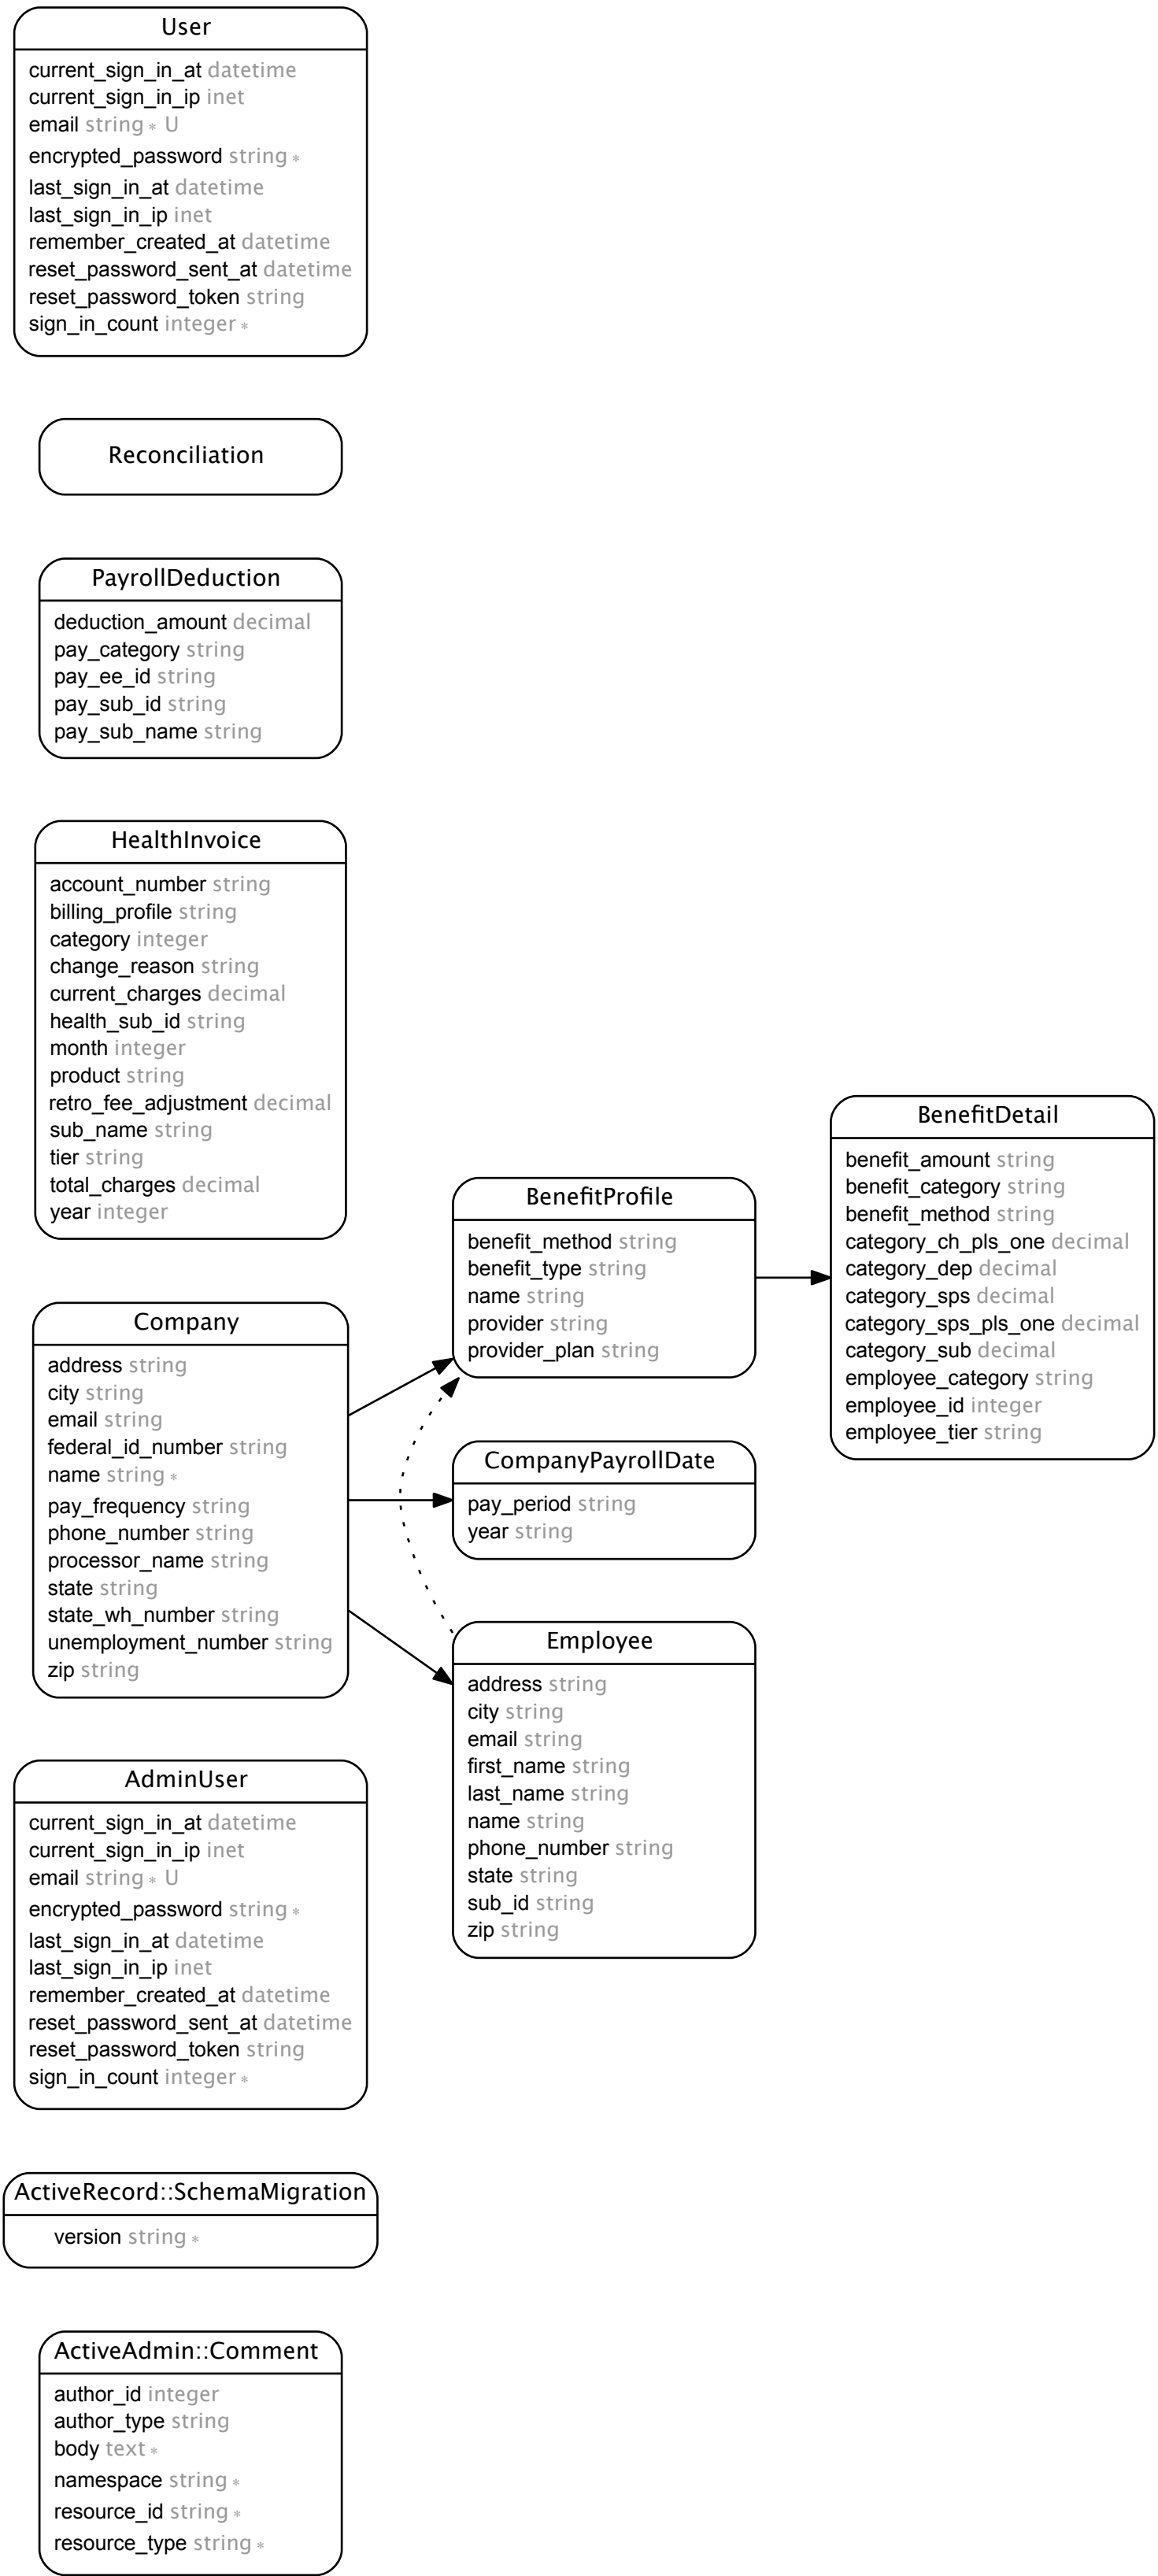 User
current_sign_in_at datetime
current_sign_in_ip inet
email string * U
encrypted_password string *
last_sign_in_at datetime
last_sign_in_ip inet
remember_created_at datetime
reset_password_sent_at datetime
reset_password_token string
sign_in_count integer *
Reconciliation
PayrollDeduction
deduction_amount decimal
pay_category string
pay_ee_id string
pay_sub_id string
pay_sub_name string
HealthInvoice
account_number string
billing_profile string
category integer
change_reason string
current_charges decimal
health_sub_id string
month integer
product string
retro_fee_adjustment decimal
sub_name string
tier string
total_charges decimal
year integer
Company
address string
city string
email string
federal_id_number string
name string *
pay_frequency string
phone_number string
processor_name string
state string
state_wh_number string
unemployment_number string
zip string
BenefitProfile
benefit_method string
benefit_type string
name string
provider string
provider_plan string
BenefitDetail
benefit_amount string
benefit_category string
benefit_method string
category_ch_pls_one decimal
category_dep decimal
category_sps decimal
category_sps_pls_one decimal
category_sub decimal
employee_category string
employee_id integer
employee_tier string
CompanyPayrollDate
pay_period string
year string
Employee
address string
city string
email string
first_name string
last_name string
name string
phone_number string
state string
sub_id string
zip string
AdminUser
current_sign_in_at datetime
current_sign_in_ip inet
email string * U
encrypted_password string *
last_sign_in_at datetime
last_sign_in_ip inet
remember_created_at datetime
reset_password_sent_at datetime
reset_password_token string
sign_in_count integer *
ActiveRecord::SchemaMigration
version string *
ActiveAdmin::Comment
author_id integer
author_type string
body text *
namespace string *
resource_id string *
resource_type string *